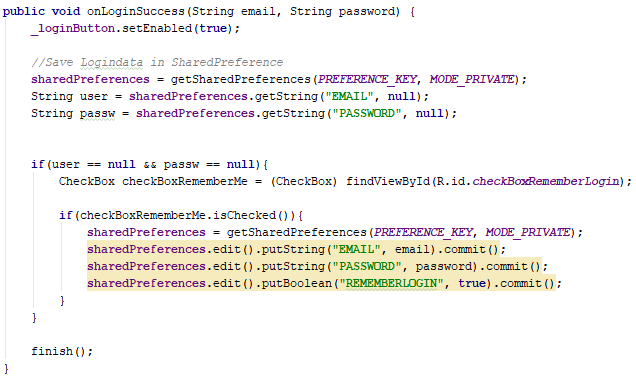 public void onLoginSuccess(String email, String password) {
    _loginButton.setEnabled(true);

    //Save Logindata in SharedPreference
    sharedPreferences = getSharedPreferences(PREFERENCE_KEY, MODE_PRIVATE);
    String user = sharedPreferences.getString("EMAIL", null);
    String passw = sharedPreferences.getString("PASSWORD", null);


    if(user == null && passw == null){
        CheckBox checkBoxRememberMe = (CheckBox) findViewById(R.id.checkBoxRememberLogin);

        if(checkBoxRememberMe.isChecked()){
            sharedPreferences = getSharedPreferences(PREFERENCE_KEY, MODE_PRIVATE);
            sharedPreferences.edit().putString("EMAIL", email).commit();
            sharedPreferences.edit().putString("PASSWORD", password).commit();
            sharedPreferences.edit().putBoolean("REMEMBERLOGIN", true).commit();
        }
    }

    finish();
}